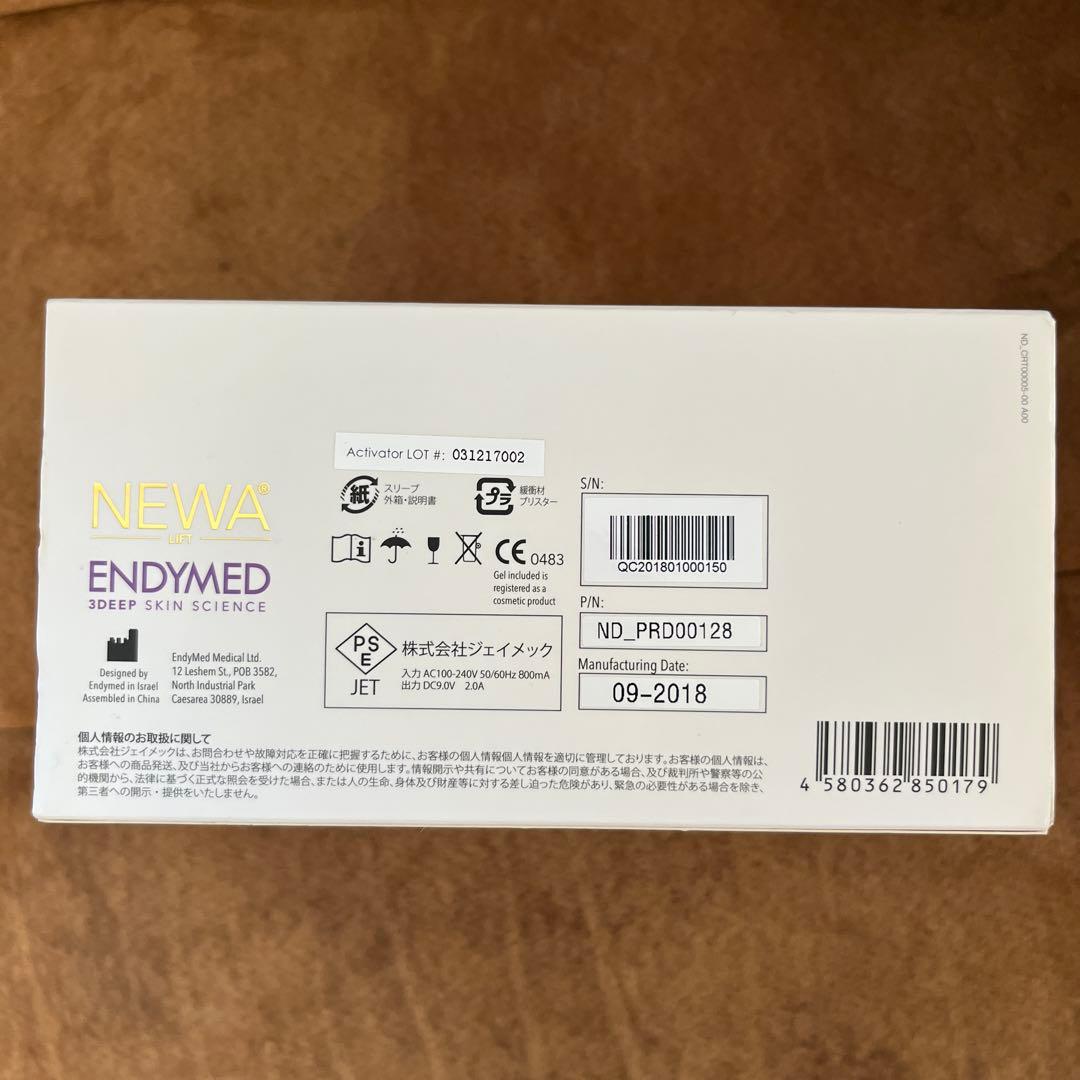 ND_CRT00005-00 A00
Activator LOT #: 031217002
NEWA®
LIFT
ENDYMED
3DEEP SKIN SCIENCE
Designed by
Endymed in Israel
Assembled in China
EndyMed Medical Ltd.
12 Leshem St., POB 3582,
North Industrial Park
Caesarea 30889, Israel
紙
スリーブ
外箱・説明書
プラ
緩衝材
ブリスター
CE 0483
Gel included is
registered as a
cosmetic product
PS
E
JET
株式会社ジェイメック
入力 AC100-240V 50/60Hz 800mA
出力 DC9.0V 2.0A
S/N:
QC201801000150
P/N:
ND_PRD00128
Manufacturing Date:
09-2018
個人情報のお取扱に関して
株式会社ジェイメックは、お問合わせや故障対応を正確に把握するために、お客様の個人情報個人情報を適切に管理しております。お客様の個人情報は、
お客様への商品発送、及び当社からお客様への連絡のために使用します。情報開示や共有についてお客様の同意がある場合、及び裁判所や警察等の公
的機関から、法律に基づく正式な照会を受けた場合、または人の生命、身体及び財産等に対する差し迫った危険があり、緊急の必要性がある場合を除き、
第三者への開示・提供をいたしません。
4 580362 850179